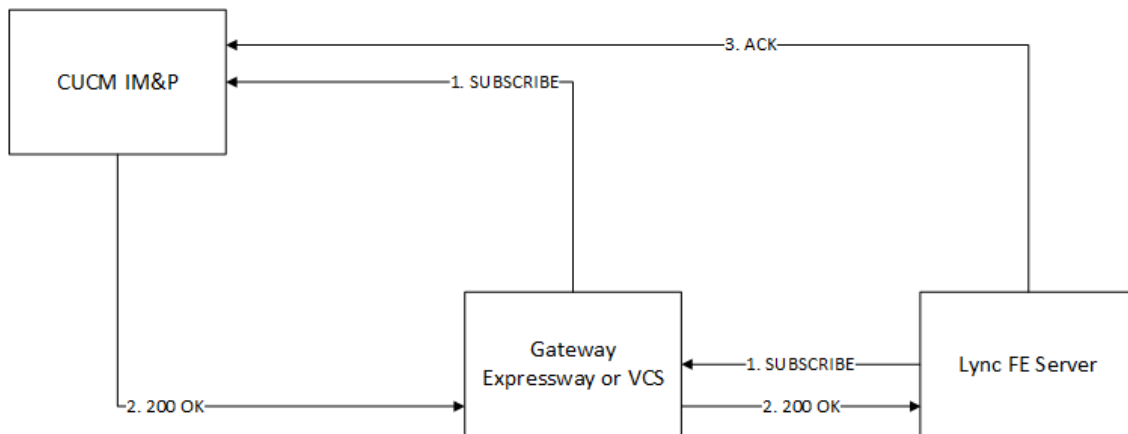 3. ACK
CUCM IM&P
1. SUBSCRIBE
Gateway
Expressway or VCS
1. SUBSCRIBE
Lync FE Server
2. 200 OK
2. 200 OK